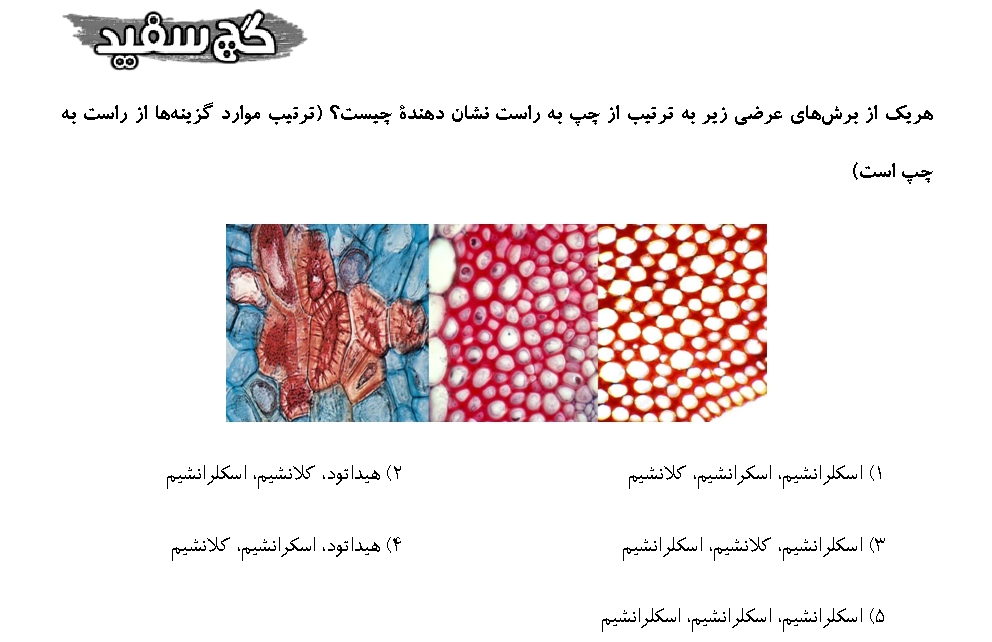 گچ سفید
هریک از برش‌های عرضی زیر به ترتیب از چپ به راست نشان دهندهٔ چیست؟ (ترتیب موارد گزینه‌ها از راست به
چپ است)
۱) اسکلرانشیم، اسکرانشیم، کلانشیم
۲) هیداتود، کلانشیم، اسکلرانشیم
۳) اسکلرانشیم، کلانشیم، اسکلرانشیم
۴) هیداتود، اسکرانشیم، کلانشیم
۵) اسکلرانشیم، اسکلرانشیم، اسکلرانشیم